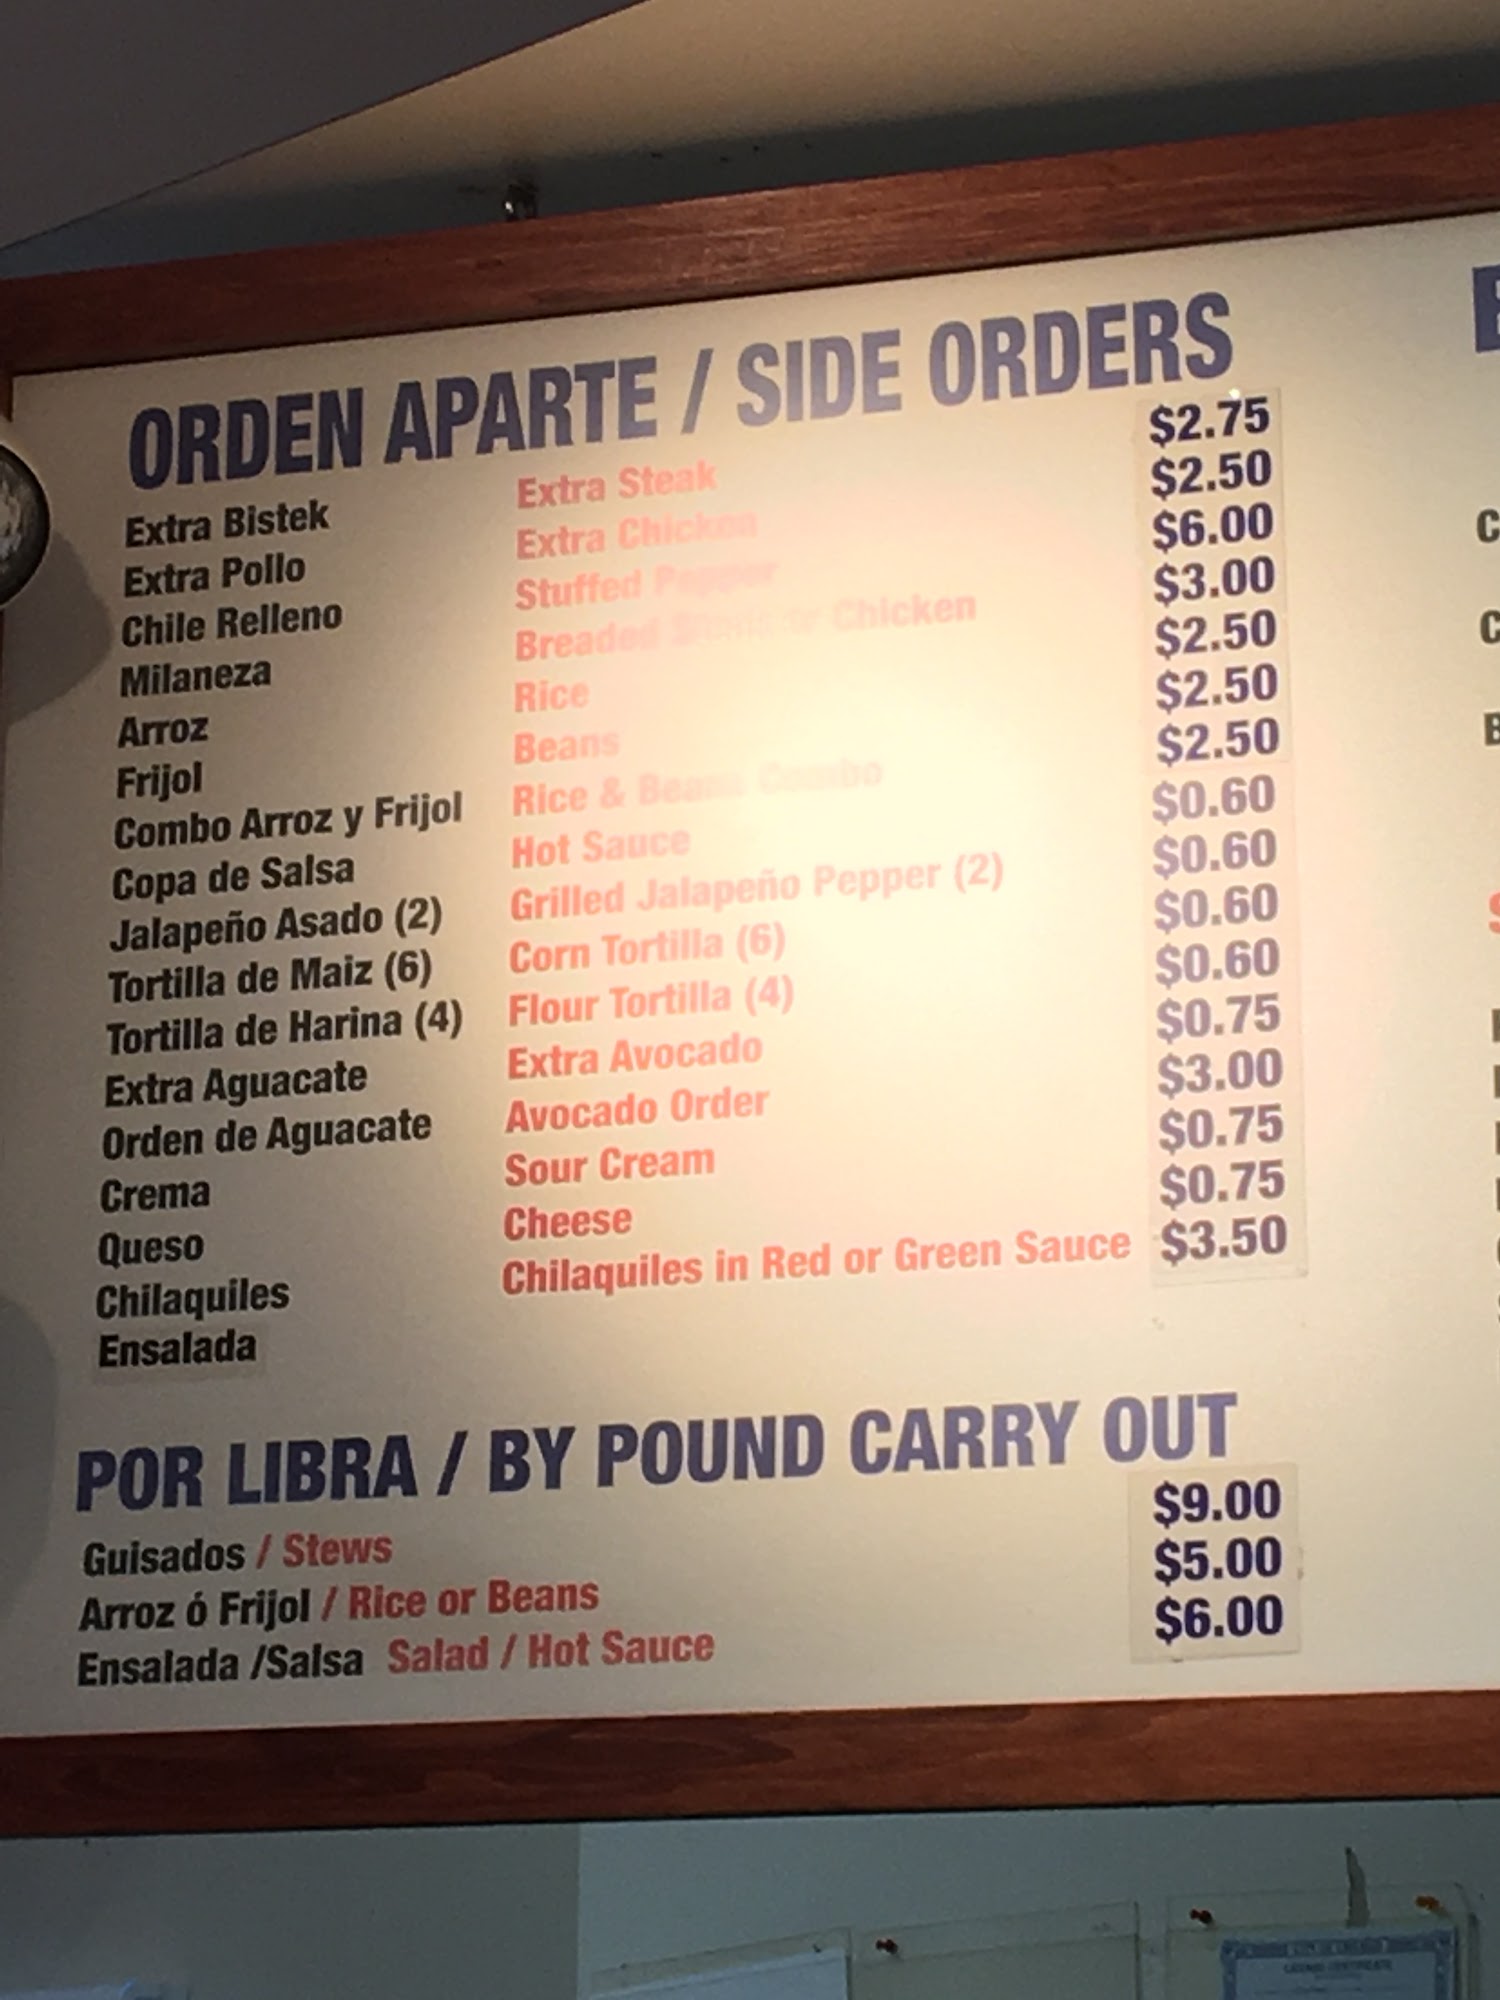 ORDEN APARTE / SIDE ORDERS
Extra Bistek Extra Steak $2.75
Extra Pollo Extra Chicken $2.50
Chile Relleno Stuffed Pepper $6.00
Milaneza Breaded or Chicken $3.00
Arroz Rice $2.50
Frijol Beans $2.50
Combo Arroz y Frijol Rice & Beans Combo $2.50
Copa de Salsa Hot Sauce $0.60
Jalapeño Asado (2) Grilled Jalapeño Pepper (2) $0.60
Tortilla de Maiz (6) Corn Tortilla (6) $0.60
Tortilla de Harina (4) Flour Tortilla (4) $0.60
Extra Aguacate Extra Avocado $0.75
Orden de Aguacate Avocado Order $3.00
Crema Sour Cream $0.75
Queso Cheese $0.75
Chilaquiles Chilaquiles in Red or Green Sauce $3.50
Ensalada
POR LIBRA / BY POUND CARRY OUT
Guisados / Stews $9.00
Arroz ó Frijol / Rice or Beans $5.00
Ensalada /Salsa Salad / Hot Sauce $6.00